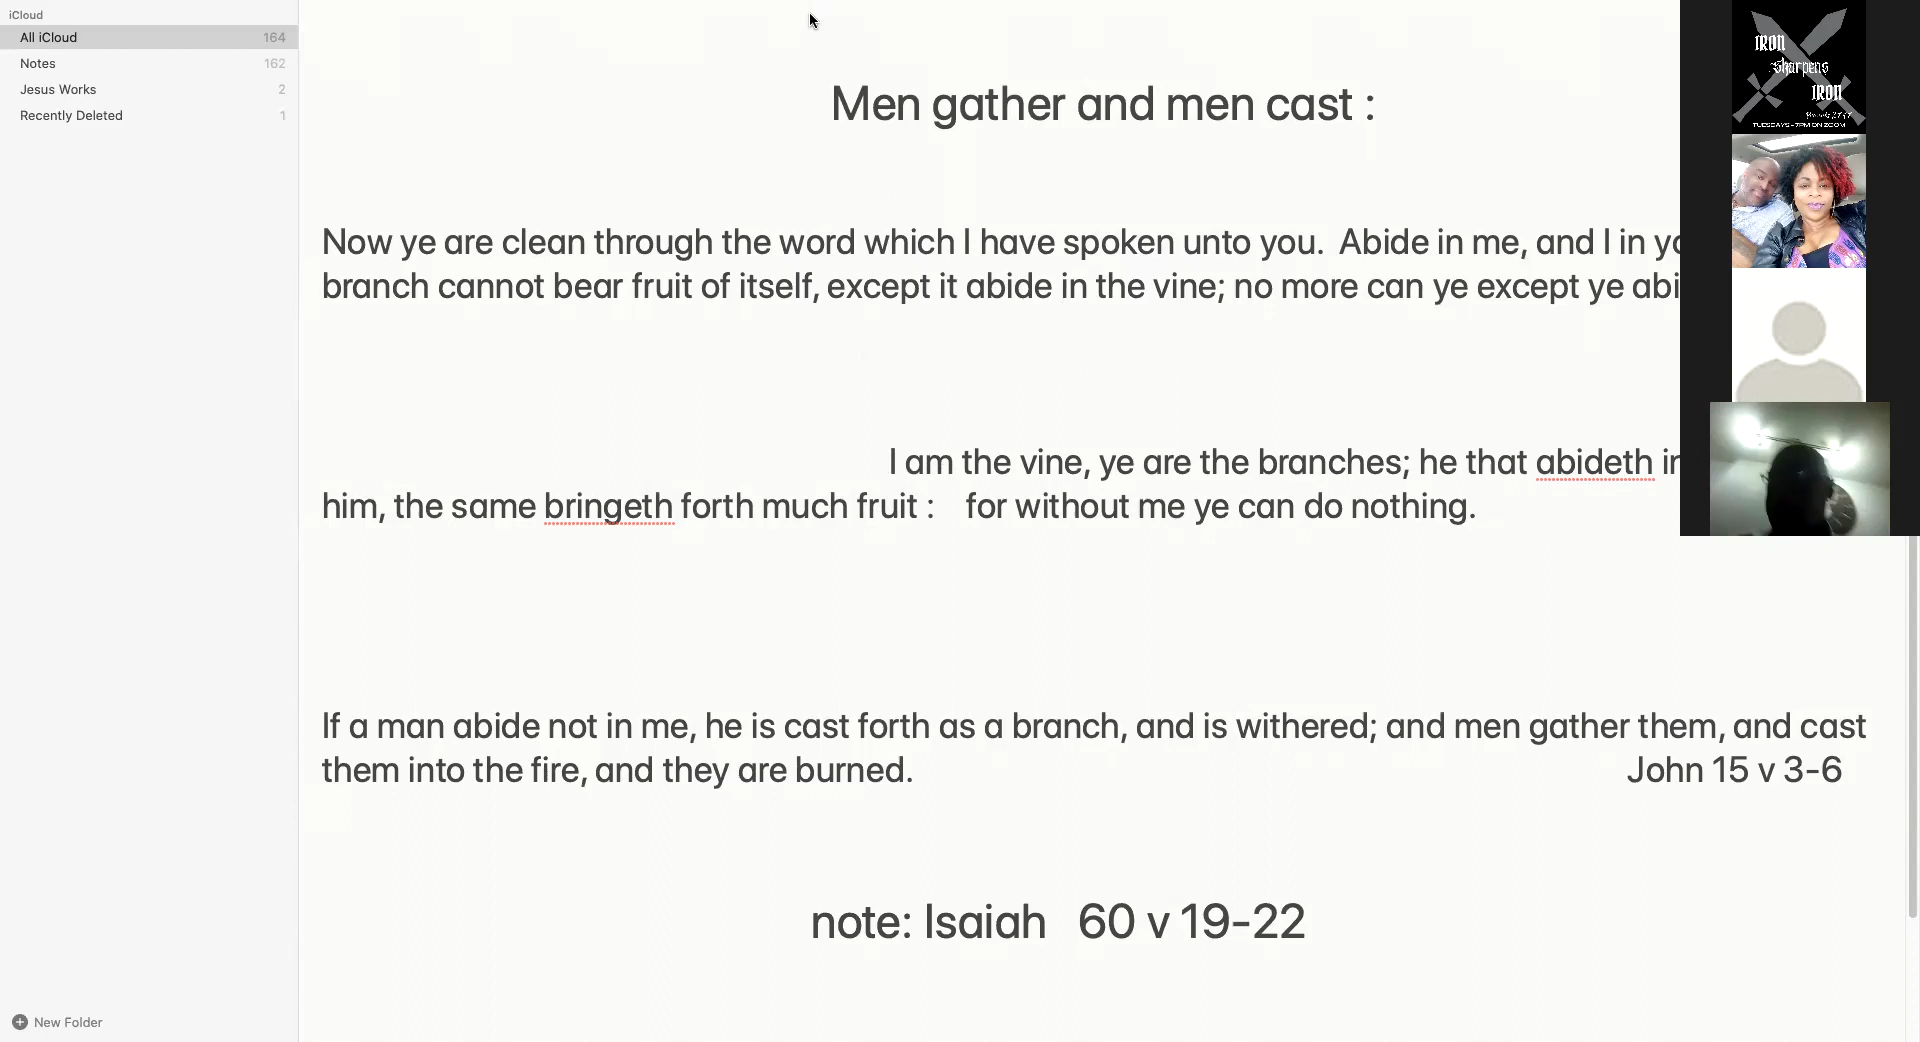 iCloud
All iCloud 164
Notes 162
Jesus Works 2
Recently Deleted 1
New Folder
Men gather and men cast :
Now ye are clean through the word which I have spoken unto you. Abide in me, and I in
branch cannot bear fruit of itself, except it abide in the vine; no more can ye except ye
I am the vine, ye are the branches; he that abideth
him, the same bringeth forth much fruit : for without me ye can do nothing.
If a man abide not in me, he is cast forth as a branch, and is withered; and men gather them, and cast
them into the fire, and they are burned. John 15 v 3-6
note: Isaiah 60 v 19-22
IRON
Sharpens
IRON
TUESDAYS - 7PM ON ZOOM